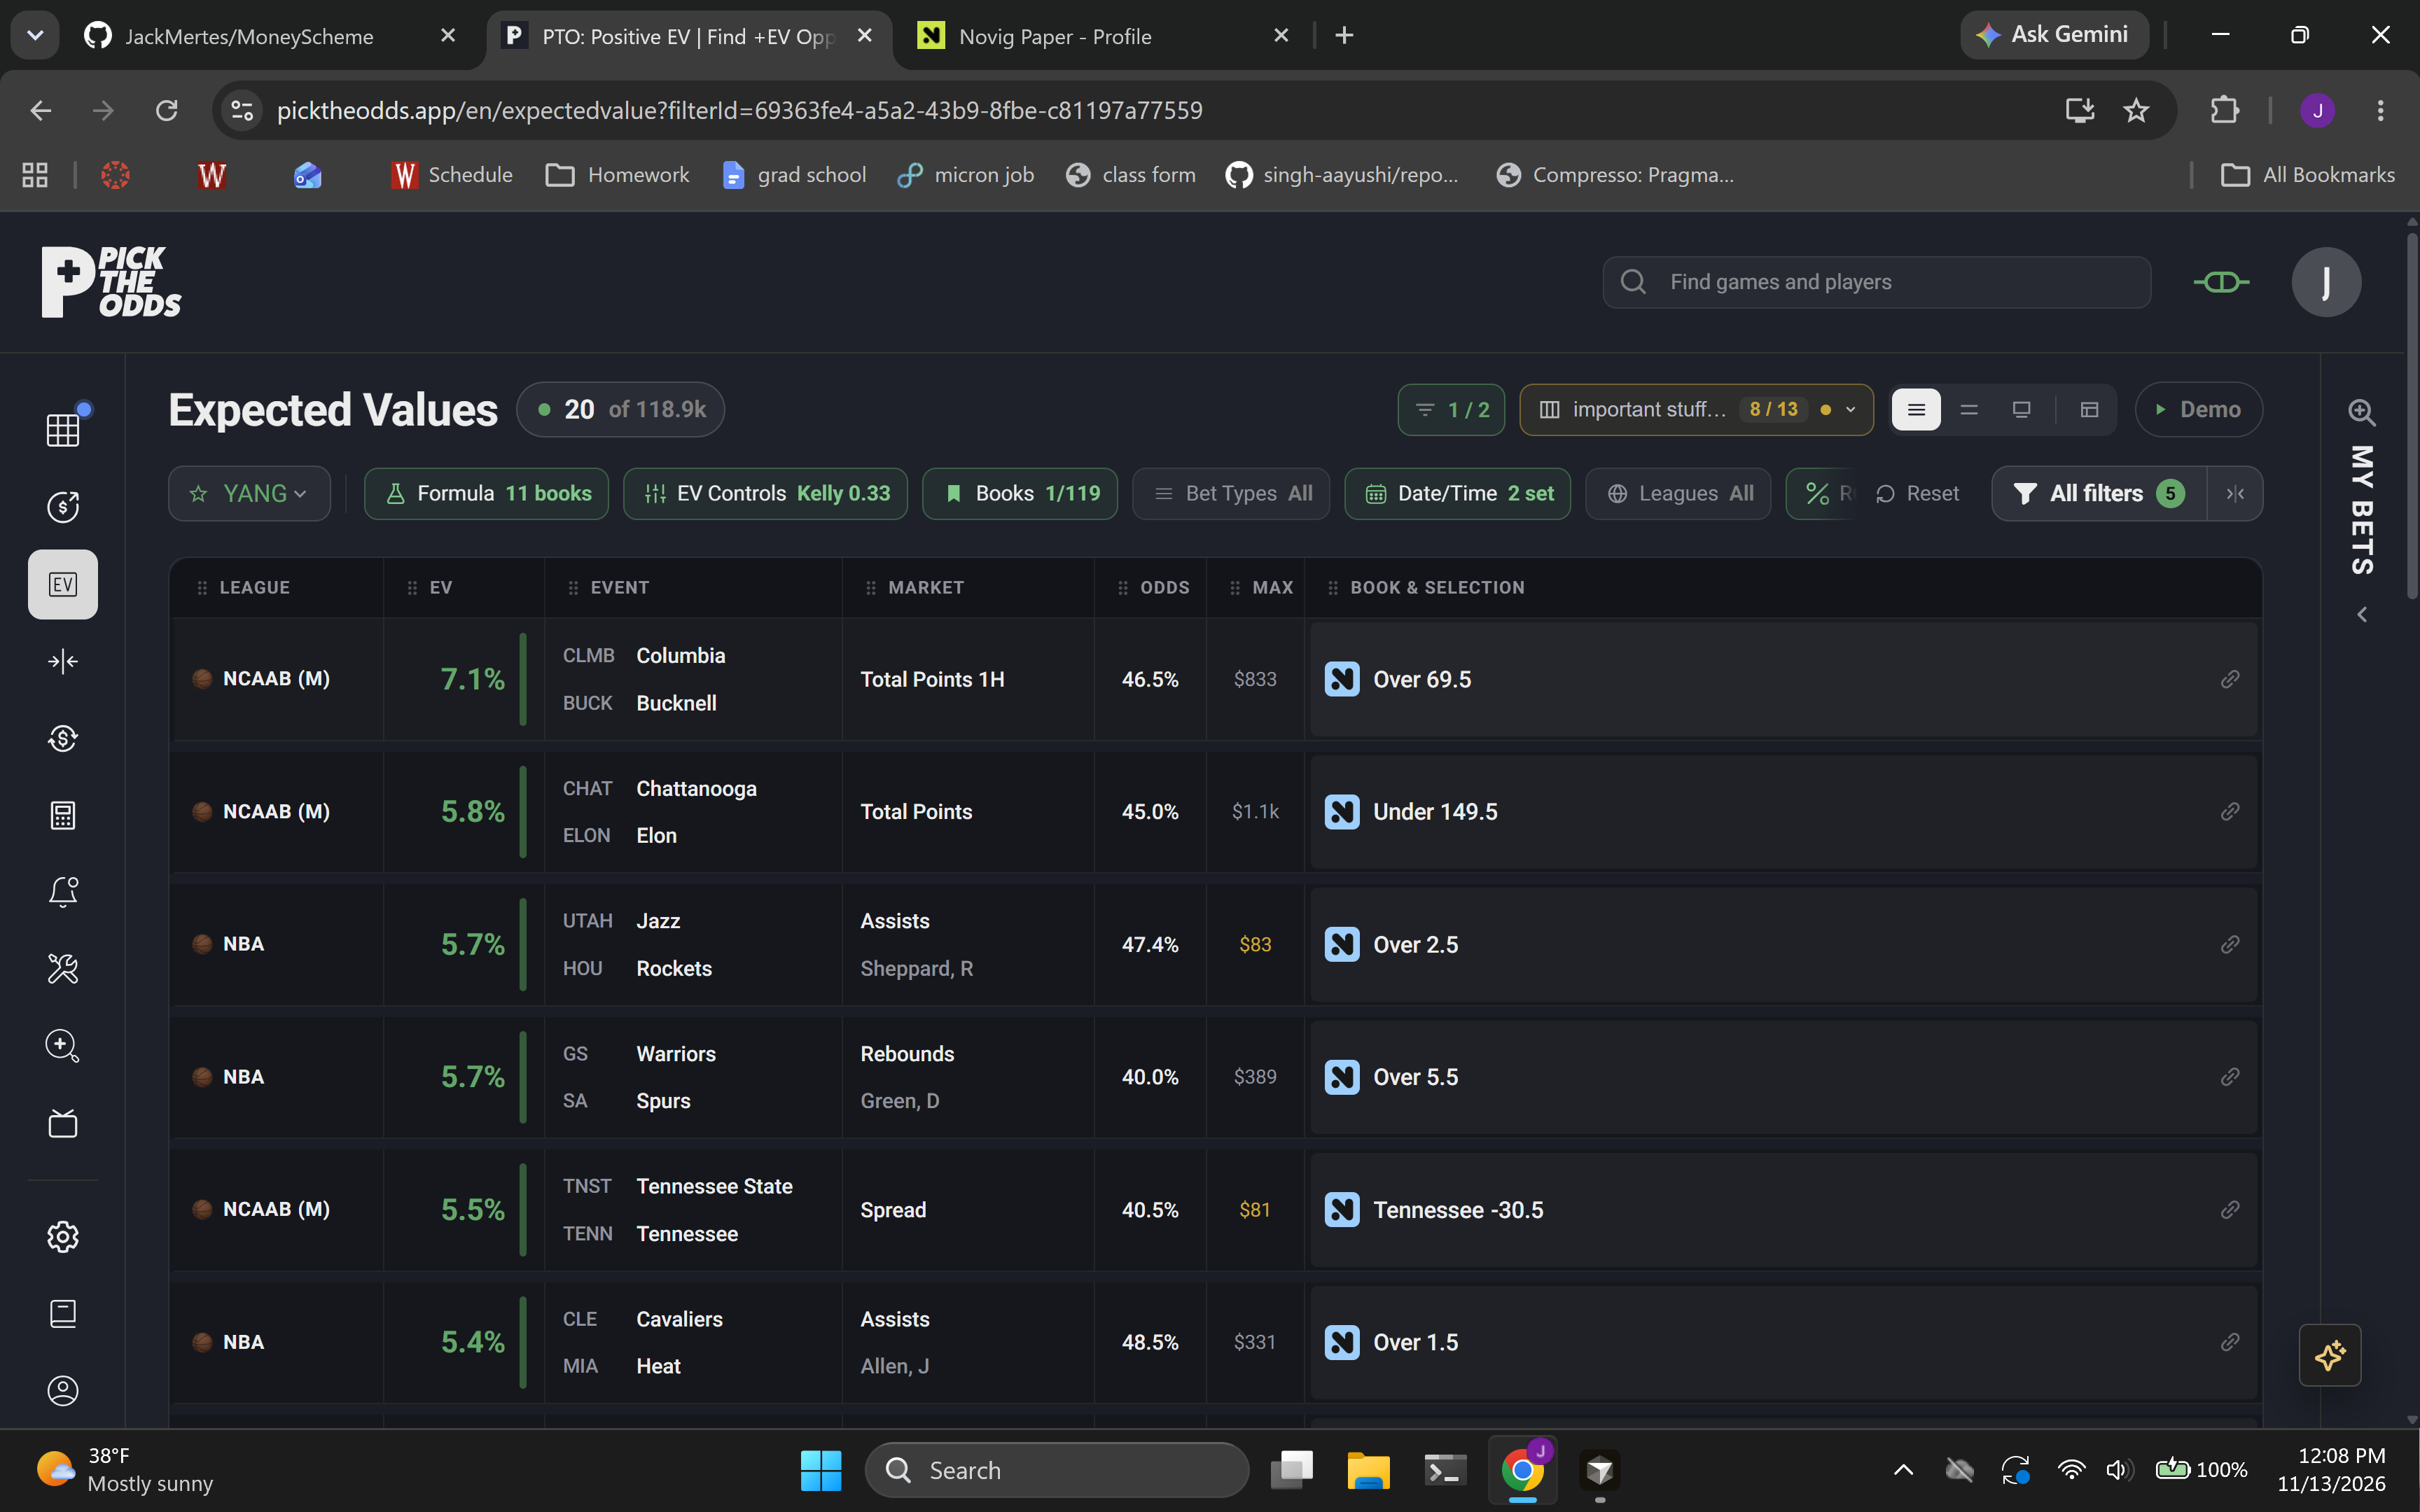 JackMertes/MoneyScheme
PTO: Positive EV | Find +EV Opp
Novig Paper - Profile
Ask Gemini
picktheodds.app/en/expectedvalue?filterId=69363fe4-a5a2-43b9-8fbe-c81197a77559
J
W
W Schedule
Homework
grad school
micron job
class form
singh-aayushi/repo...
Compresso: Pragma...
All Bookmarks
PICK
THE
ODDS
Find games and players
J
Expected Values
20 of 118.9k
1 / 2
important stuff...
8 / 13
Demo
YANG
Formula 11 books
EV Controls Kelly 0.33
Books 1/119
Bet Types All
Date/Time 2 set
Leagues All
Reset
All filters 5
MY BETS
EV
LEAGUE EV EVENT MARKET ODDS MAX BOOK & SELECTION
NCAAB (M) 7.1% CLMB Columbia Total Points 1H 46.5% $833 Over 69.5
BUCK Bucknell
NCAAB (M) 5.8% CHAT Chattanooga Total Points 45.0% $1.1k Under 149.5
ELON Elon
NBA 5.7% UTAH Jazz Assists 47.4% $83 Over 2.5
HOU Rockets Sheppard, R
NBA 5.7% GS Warriors Rebounds 40.0% $389 Over 5.5
SA Spurs Green, D
NCAAB (M) 5.5% TNST Tennessee State Spread 40.5% $81 Tennessee -30.5
TENN Tennessee
NBA 5.4% CLE Cavaliers Assists 48.5% $331 Over 1.5
MIA Heat Allen, J
38°F
Mostly sunny
Search
J
100%
12:08 PM
11/13/2026